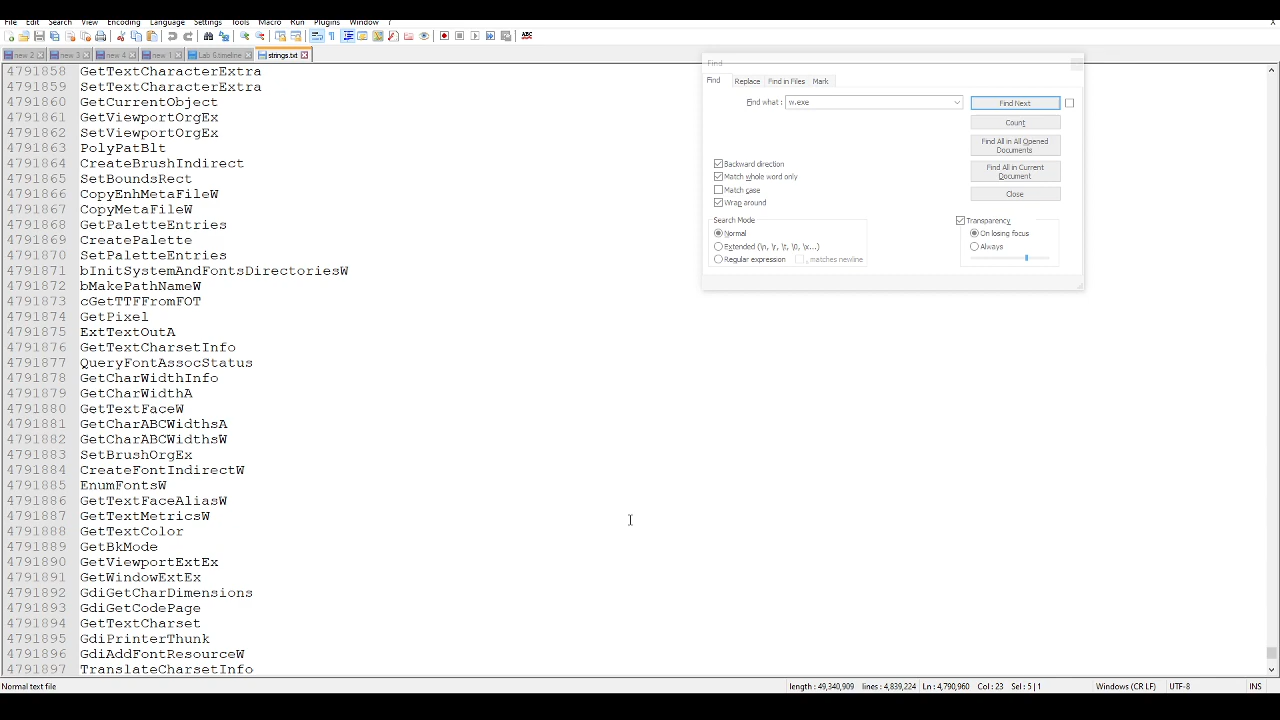 File Edit Search View Encoding Language Settings Tools Macro Run Plugins Window ?
X
ABC
new 2 new 3 new 4 new 1 Lab 6 timeline strings.txt
4791858 GetTextCharacterExtra
4791859 SetTextCharacterExtra
4791860 GetCurrentObject
4791861 GetViewportOrgEx
4791862 SetViewportOrgEx
4791863 PolyPatBlt
4791864 CreateBrushIndirect
4791865 SetBoundsRect
4791866 CopyEnhMetaFileW
4791867 CopyMetaFileW
4791868 GetPaletteEntries
4791869 CreatePalette
4791870 SetPaletteEntries
4791871 bInitSystemAndFontsDirectoriesW
4791872 bMakePathNameW
4791873 cGetTTFFromFOT
4791874 GetPixel
4791875 ExtTextOutA
4791876 GetTextCharsetInfo
4791877 QueryFontAssocStatus
4791878 GetCharWidthInfo
4791879 GetCharWidthA
4791880 GetTextFaceW
4791881 GetCharABCWidthsA
4791882 GetCharABCWidthsW
4791883 SetBrushOrgEx
4791884 CreateFontIndirectW
4791885 EnumFontsW
4791886 GetTextFaceAliasW
4791887 GetTextMetricsW
4791888 GetTextColor
4791889 GetBkMode
4791890 GetViewportExtEx
4791891 GetWindowExtEx
4791892 GdiGetCharDimensions
4791893 GdiGetCodePage
4791894 GetTextCharset
4791895 GdiPrinterThunk
4791896 GdiAddFontResourceW
4791897 TranslateCharsetInfo
Find
Find Replace Find in Files Mark
Find what : w.exe
Find Next
Count
Find All in All Opened
Documents
Find All in Current
Document
Close
Backward direction
Match whole word only
Match case
Wrap around
Search Mode
Normal
Extended (\n, \r, \t, \0, \x...)
Regular expression . matches newline
Transparency
On losing focus
Always
Normal text file length : 49,340,909 lines : 4,839,224 Ln : 4,790,960 Col : 23 Sel : 5 | 1 Windows (CR LF) UTF-8 INS